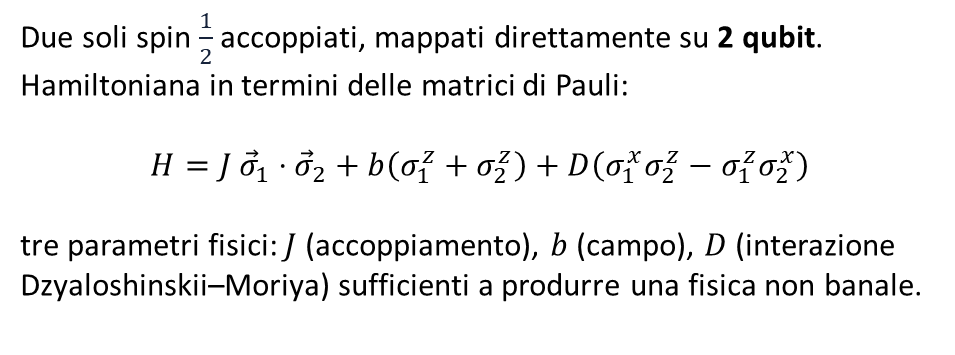 Due soli spin 1/2 accoppiati, mappati direttamente su 2 qubit.
Hamiltoniana in termini delle matrici di Pauli:
H = J σ⃗₁ · σ⃗₂ + b(σ₁ᶻ + σ₂ᶻ) + D(σ₁ˣσ₂ᶻ − σ₁ᶻσ₂ˣ)
tre parametri fisici: J (accoppiamento), b (campo), D (interazione
Dzyaloshinskii–Moriya) sufficienti a produrre una fisica non banale.